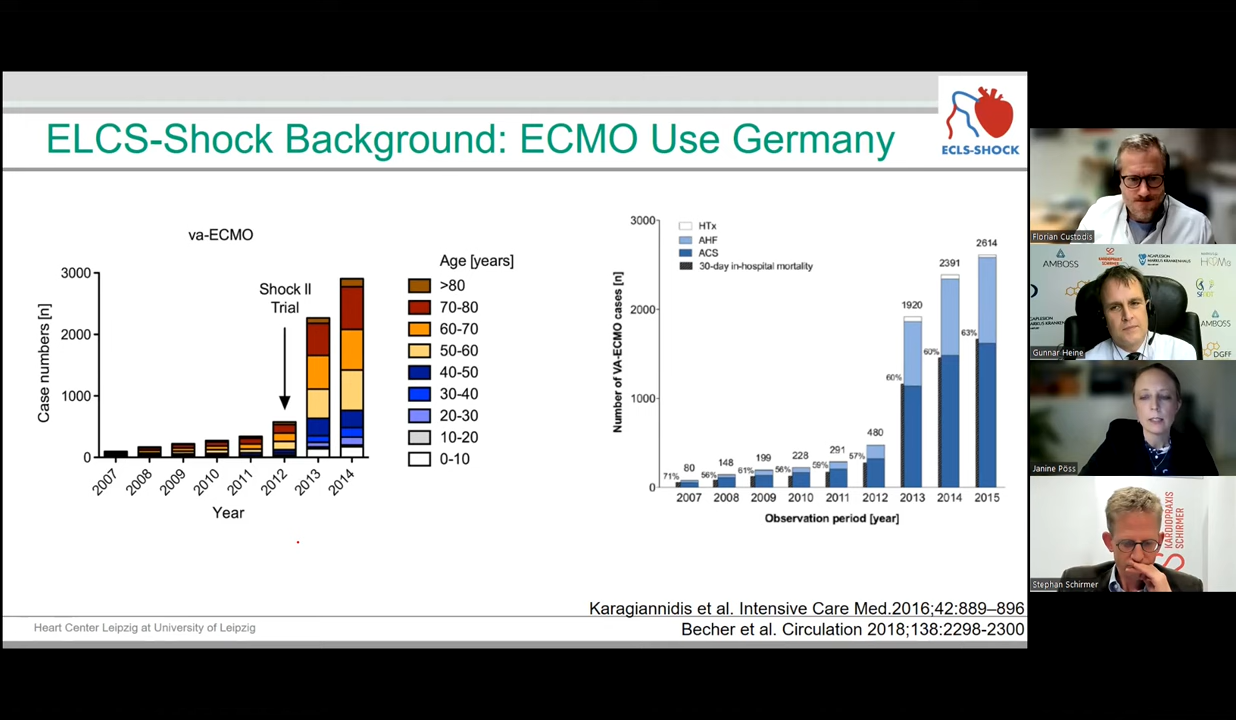 ELCS-Shock Background: ECMO Use Germany
ECLS-SHOCK
va-ECMO
Case numbers [n]
3000
2000
1000
0
Shock II
Trial
2007
2008
2009
2010
2011
2012
2013
2014
Year
Age [years]
>80
70-80
60-70
50-60
40-50
30-40
20-30
10-20
0-10
Number of VA-ECMO cases [n]
3000
2000
1000
0
HTx
AHF
ACS
30-day in-hospital mortality
71%
80
56%
148
61%
199
56%
228
59%
291
57%
480
60%
1920
60%
2391
63%
2614
2007
2008
2009
2010
2011
2012
2013
2014
2015
Observation period [year]
Karagiannidis et al. Intensive Care Med.2016;42:889–896
Becher et al. Circulation 2018;138:2298-2300
Heart Center Leipzig at University of Leipzig
Florian Custodis
AMBOSS
KARDIOPRAXIS
SCHIRMER
AGAPLESION
MARKUS KRANKENHAUS
AMBOSS
DGFF
Gunnar Heine
Janine Pöss
KARDIOPRAXIS
SCHIRMER
Stephan Schirmer